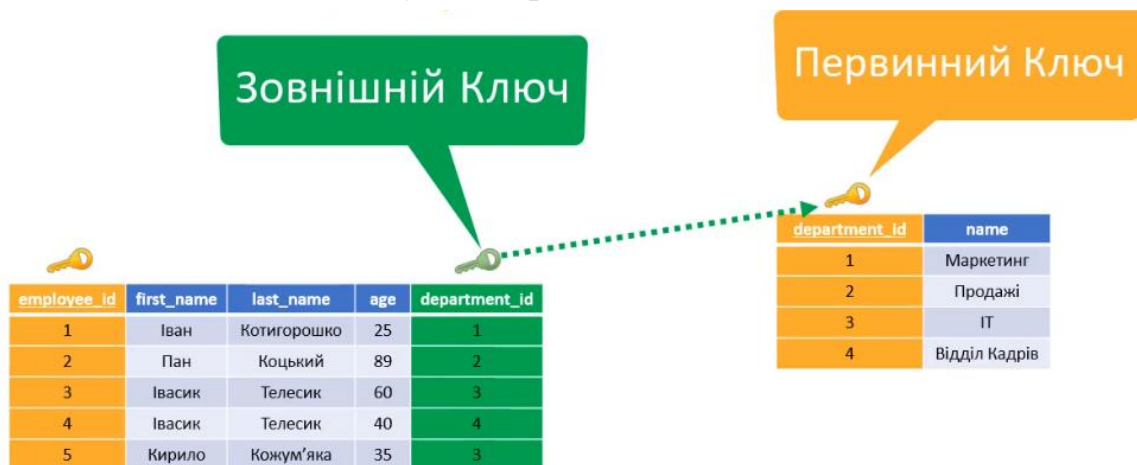 Зовнішній Ключ
Первинний Ключ
department_id name
1 Маркетинг
2 Продажі
3 IT
4 Відділ Кадрів
employee_id first_name last_name age department_id
1 Іван Котигорошко 25 1
2 Пан Коцький 89 2
3 Івасик Телесик 60 3
4 Івасик Телесик 40 4
5 Кирило Кожум'яка 35 3